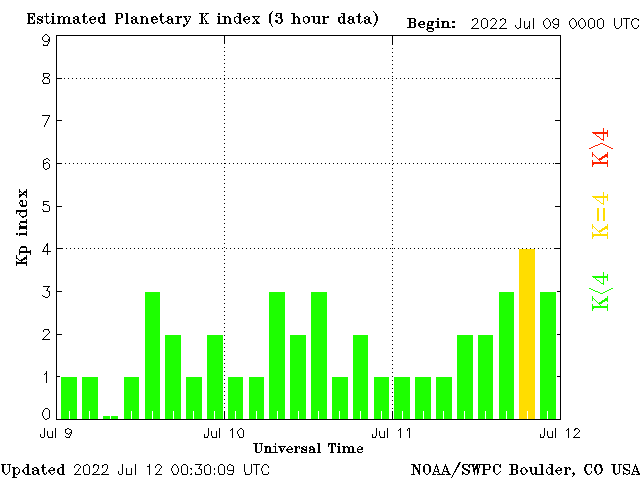 Estimated Planetary K index (3 hour data)
Begin: 2022 Jul 09 0000 UTC
9
8
7
6
5
4
3
2
1
0
Kp index
K>4
K=4
K<4
Jul 9
Jul 10
Jul 11
Jul 12
Universal Time
Updated 2022 Jul 12 00:30:09 UTC
NOAA/SWPC Boulder, CO USA